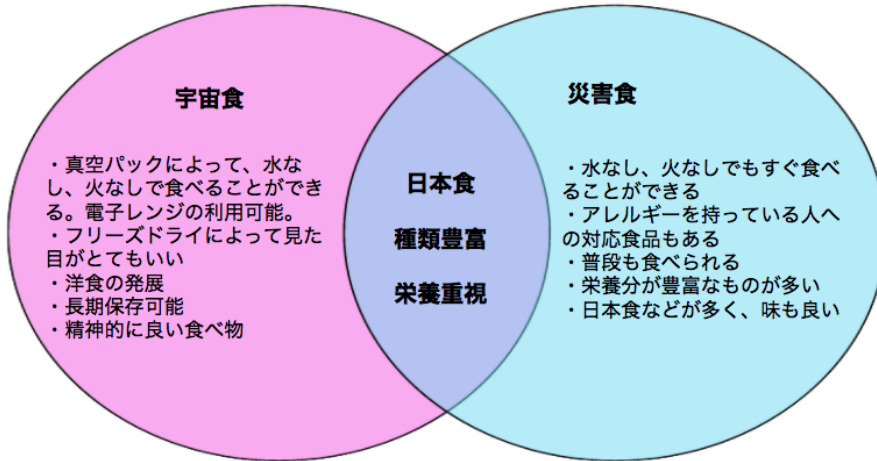 宇宙食
・真空パックによって、水な
し、火なしで食べることができ
る。電子レンジの利用可能。
・フリーズドライによって見た
目がとてもいい
・洋食の発展
・長期保存可能
・精神的に良い食べ物
日本食
種類豊富
栄養重視
災害食
・水なし、火なしでもすぐ食べ
ることができる
・アレルギーを持っている人へ
の対応食品もある
・普段も食べられる
・栄養分が豊富なものが多い
・日本食などが多く、味も良い